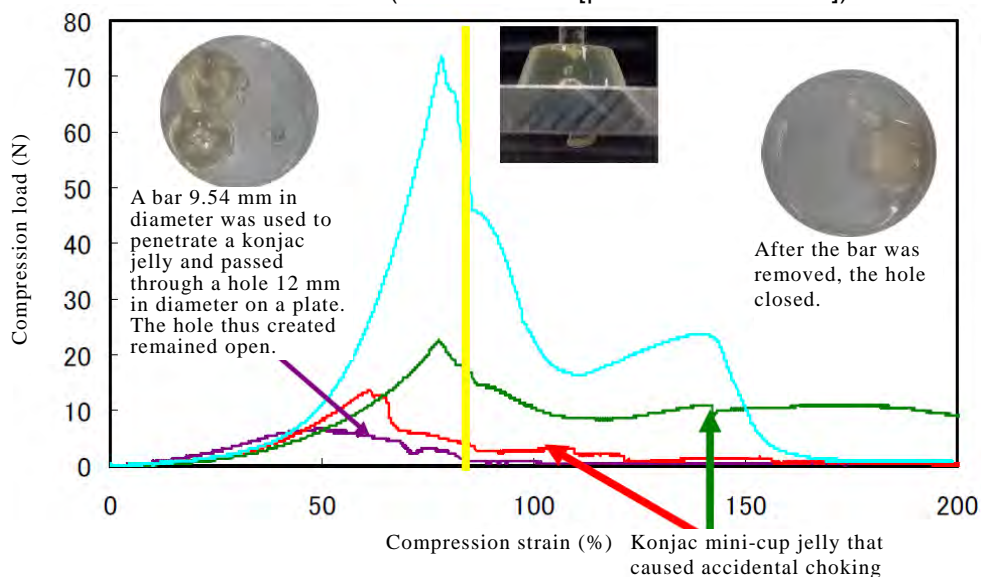 80
70
60
50
40
30
20
10
0
Compression load (N)
A bar 9.54 mm in
diameter was used to
penetrate a konjac
jelly and passed
through a hole 12 mm
in diameter on a plate.
The hole thus created
remained open.
After the bar was
removed, the hole
closed.
0 50 100 150 200
Compression strain (%)
Konjac mini-cup jelly that
caused accidental choking